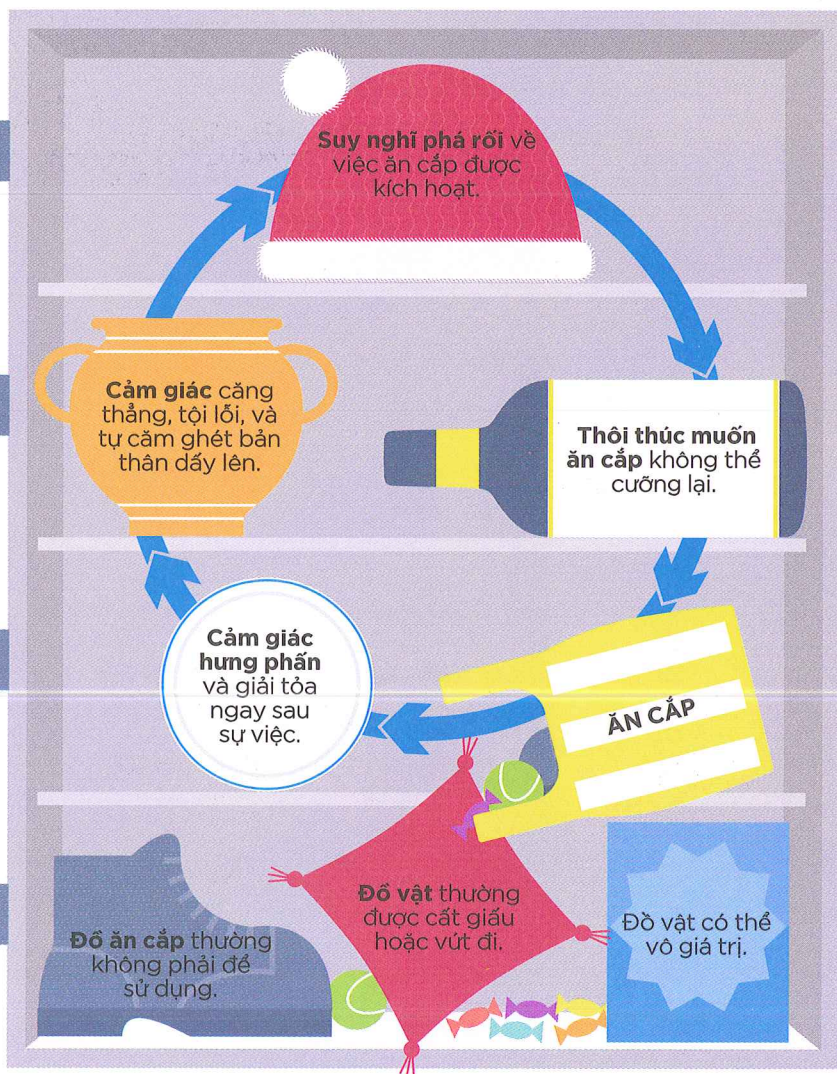 Suy nghĩ phá rối về
việc ăn cắp được
kích hoạt.
Thôi thúc muốn
ăn cắp không thể
cưỡng lại.
ĂN CẮP
Cảm giác
hưng phấn
và giải tỏa
ngay sau
sự việc.
Cảm giác căng
thẳng, tội lỗi, và
tự căm ghét bản
thân dấy lên.
Đồ ăn cắp thường
không phải để
sử dụng.
Đồ vật thường
được cất giấu
hoặc vứt đi.
Đồ vật có thể
vô giá trị.